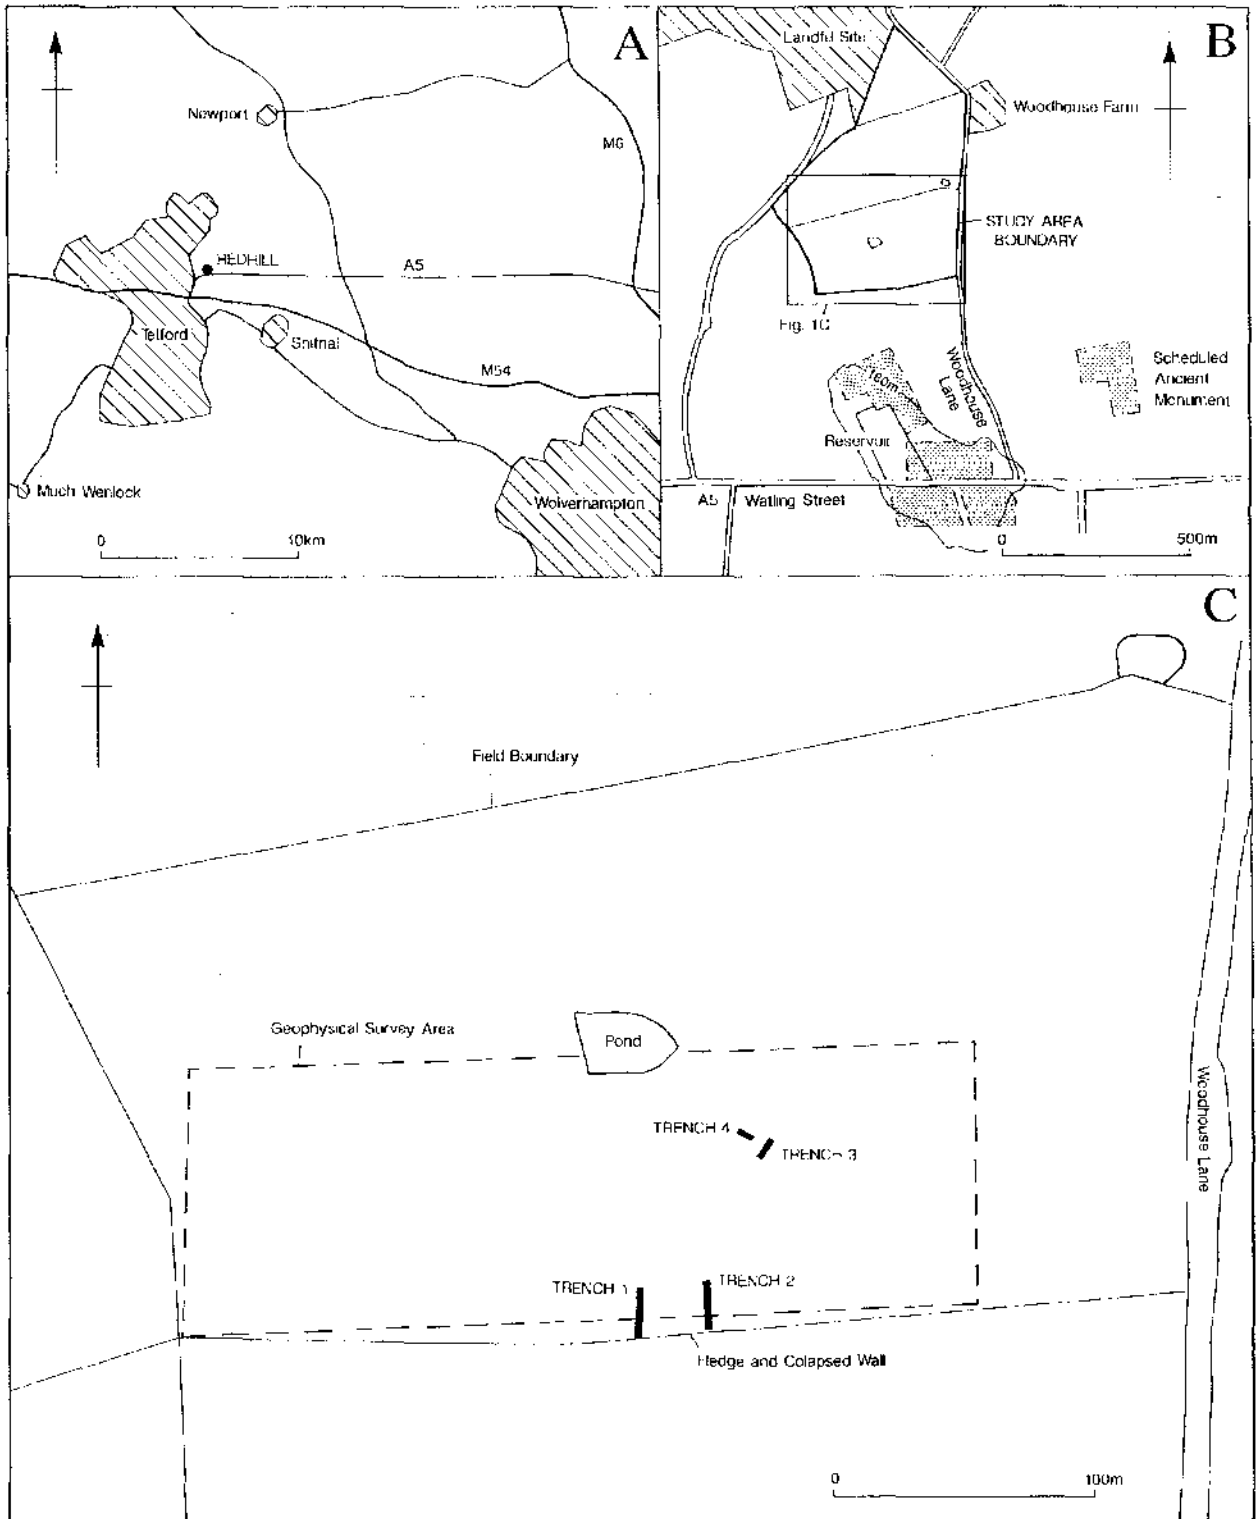 A
Newport
M6
REDHILL
A5
Telford
Shifnal
M54
Much Wenlock
Wolverhampton
0 10km
B
Landfill Site
Woodhouse Farm
STUDY AREA
BOUNDARY
Fig. 1C
Woodhouse
Lane
160m
Scheduled
Ancient
Monument
Reservoir
A5 Watling Street
0 500m
C
Field Boundary
Geophysical Survey Area
Pond
TRENCH 4
TRENCH 3
Woodhouse Lane
TRENCH 1
TRENCH 2
Hedge and Colapsed Wall
0 100m